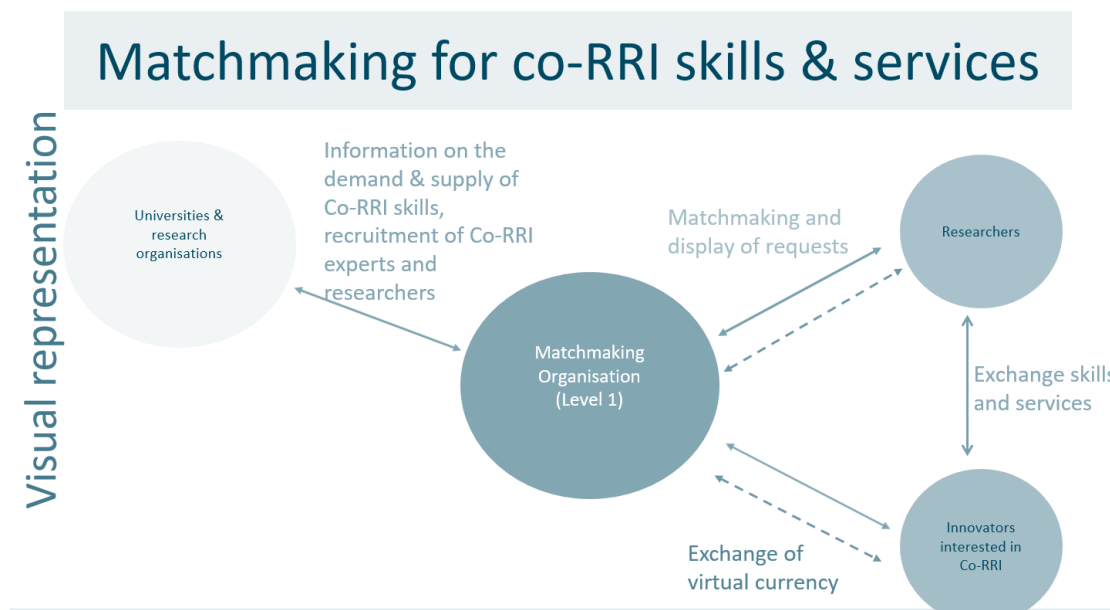 Matchmaking for co-RRI skills & services
Visual representation
Universities &
research
organisations
Information on the
demand & supply of
Co-RRI skills,
recruitment of Co-RRI
experts and
researchers
Matchmaking
Organisation
(Level 1)
Matchmaking and
display of requests
Researchers
Exchange skills
and services
Exchange of
virtual currency
Innovators
interested in
Co-RRI